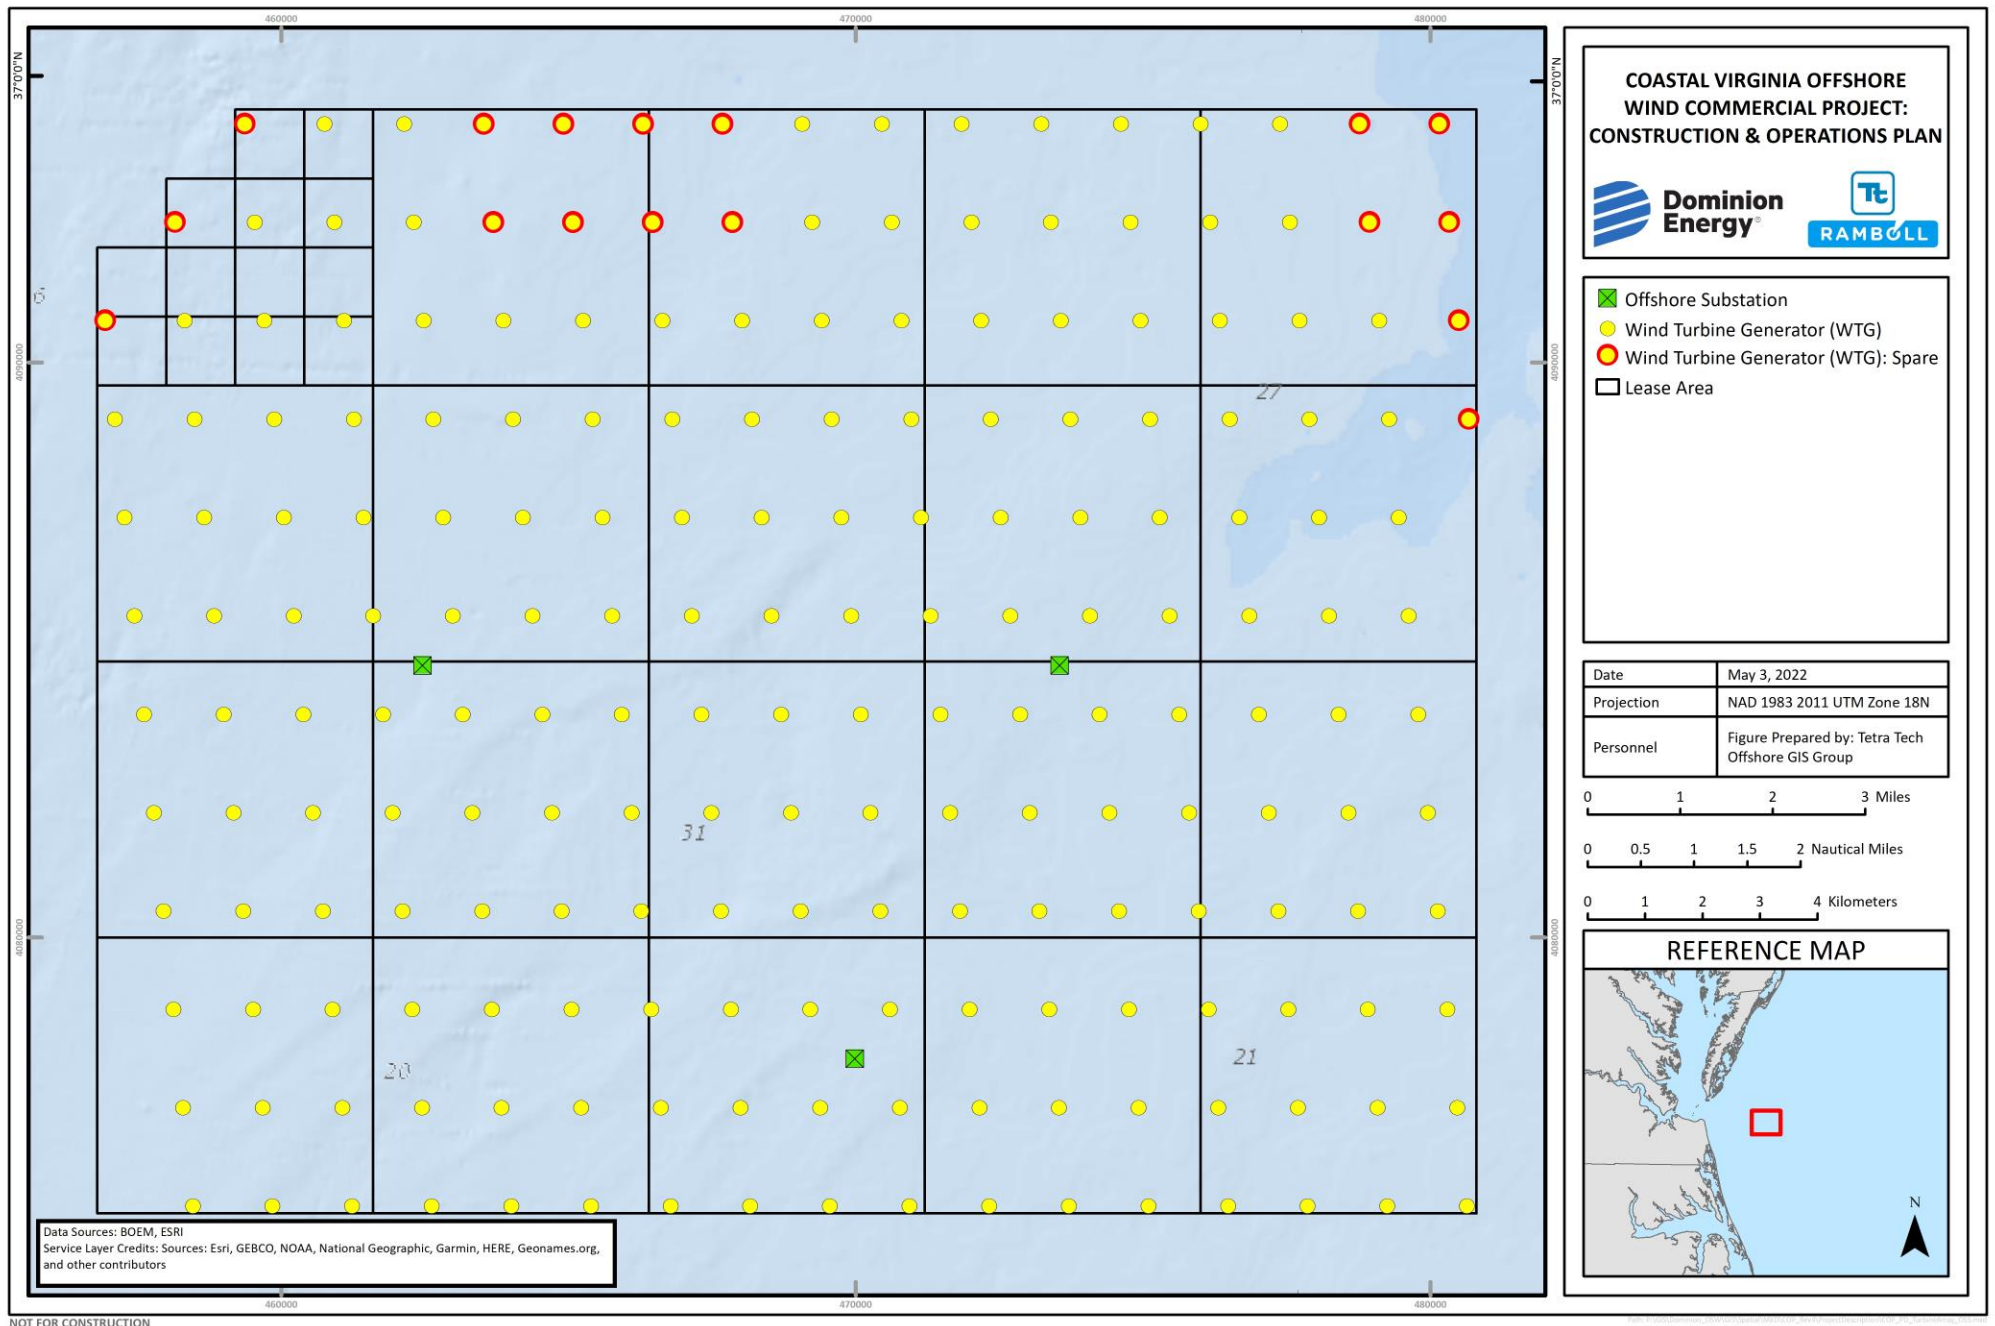 460000
470000
480000
37°0'0"N
37°0'0"N
COASTAL VIRGINIA OFFSHORE
WIND COMMERCIAL PROJECT:
CONSTRUCTION & OPERATIONS PLAN
Dominion
Energy®
Tt
RAMBOLL
6
Offshore Substation
Wind Turbine Generator (WTG)
Wind Turbine Generator (WTG): Spare
Lease Area
4090000
4090000
27
Date
May 3, 2022
Projection
NAD 1983 2011 UTM Zone 18N
Personnel
Figure Prepared by: Tetra Tech
Offshore GIS Group
0 1 2 3 Miles
31
0 0.5 1 1.5 2 Nautical Miles
0 1 2 3 4 Kilometers
4080000
4080000
REFERENCE MAP
20
21
N
Data Sources: BOEM, ESRI
Service Layer Credits: Sources: Esri, GEBCO, NOAA, National Geographic, Garmin, HERE, Geonames.org,
and other contributors
460000
470000
480000
NOT FOR CONSTRUCTION